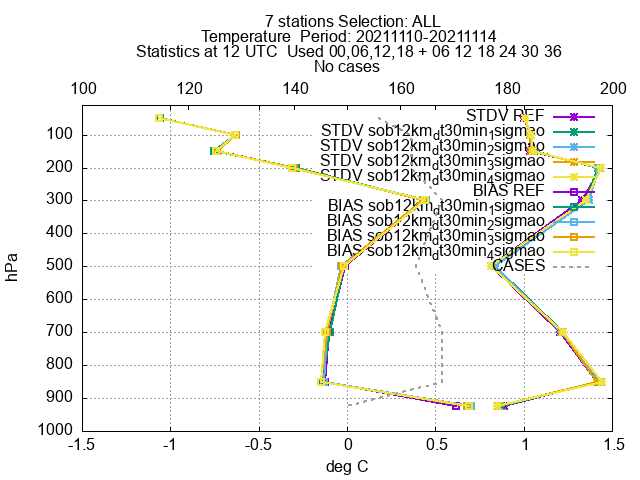 7 stations Selection: ALL
Temperature  Period: 20211110-20211114
Statistics at 12 UTC  Used 00,06,12,18 + 06 12 18 24 30 36
No cases
100 120 140 160 180 200
STDV REF
STDV sob12km_dt30min_1sigmao
STDV sob12km_dt30min_2sigmao
STDV sob12km_dt30min_3sigmao
STDV sob12km_dt30min_4sigmao
BIAS REF
BIAS sob12km_dt30min_1sigmao
BIAS sob12km_dt30min_2sigmao
BIAS sob12km_dt30min_3sigmao
BIAS sob12km_dt30min_4sigmao
CASES
100
200
300
400
500
600
700
800
900
1000
hPa
-1.5 -1 -0.5 0 0.5 1 1.5
deg C